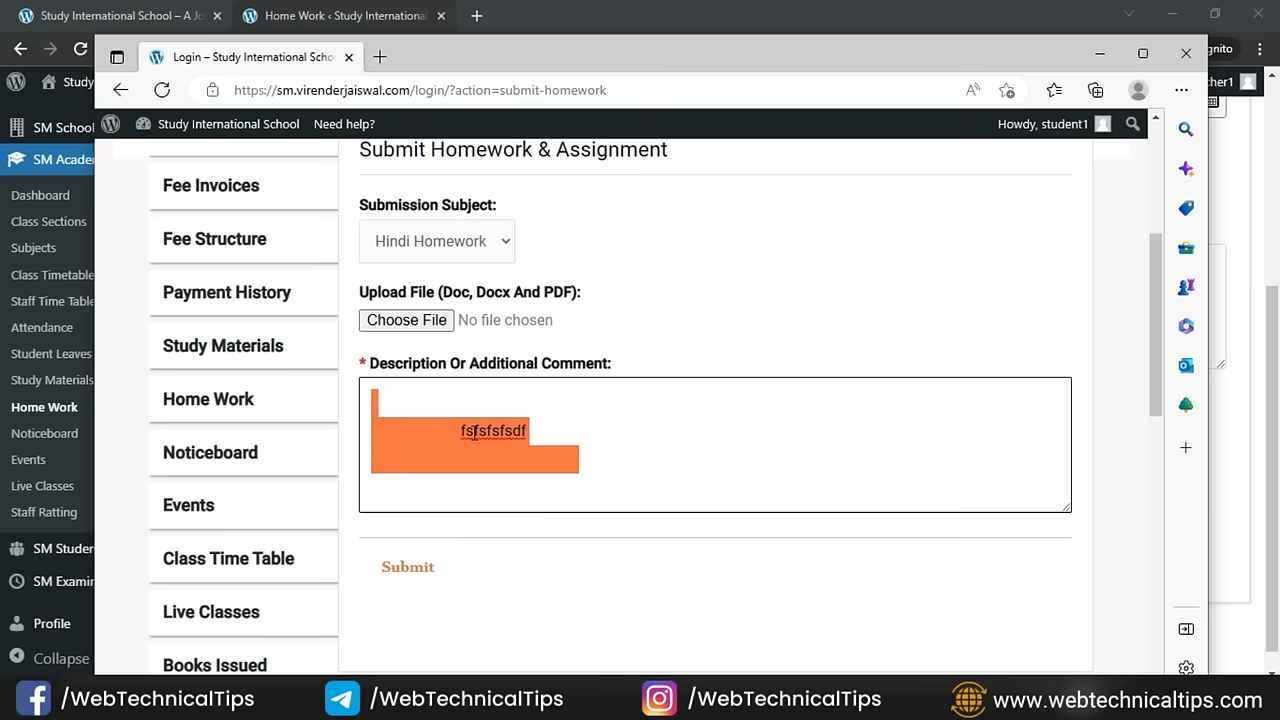 Study International School – A Jo
Home Work ‹ Study International
gnito
Login – Study International Scho
https://sm.virenderjaiswal.com/login/?action=submit-homework
Study
cher1
Study International School
Need help?
Howdy, student1
SM School
SM Acade
Dashboard
Class Sections
Subjects
Class Timetable
Staff Time Table
Attendance
Student Leaves
Study Materials
Home Work
Noticeboard
Events
Live Classes
Staff Ratting
SM Studen
SM Examin
Profile
Collapse
Fee Invoices
Fee Structure
Payment History
Study Materials
Home Work
Noticeboard
Events
Class Time Table
Live Classes
Books Issued
Submit Homework & Assignment
Submission Subject:
Hindi Homework
Upload File (Doc, Docx And PDF):
Choose File No file chosen
* Description Or Additional Comment:
fsfsfsfsdf
Submit
/WebTechnicalTips
/WebTechnicalTips
/WebTechnicalTips
www.webtechnicaltips.com